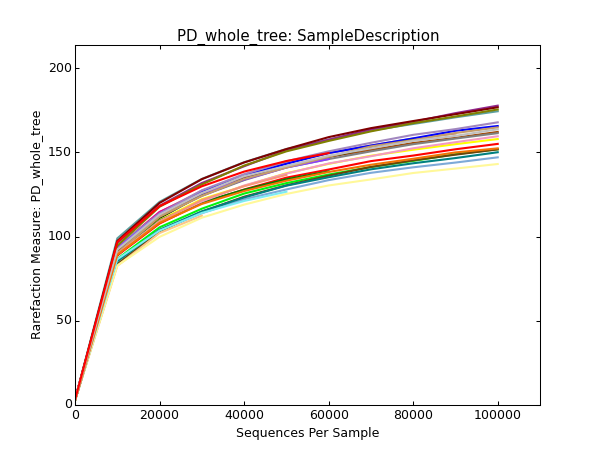 PD_whole_tree: SampleDescription
200
150
100
50
0
Rarefaction Measure: PD_whole_tree
0 20000 40000 60000 80000 100000
Sequences Per Sample